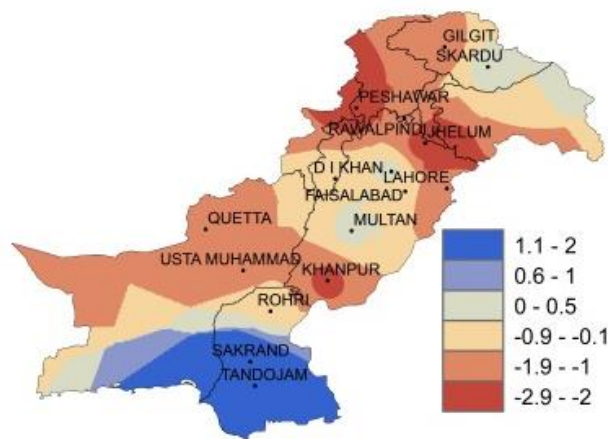 GILGIT
SKARDU
PESHAWAR
RAWALPINDI JHELUM
D I KHAN
LAHORE
FAISALABAD
QUETTA
MULTAN
USTA MUHAMMAD
KHANPUR
ROHRI
SAKRAND
TANDOJAM
1.1 - 2
0.6 - 1
0 - 0.5
-0.9 - -0.1
-1.9 - -1
-2.9 - -2